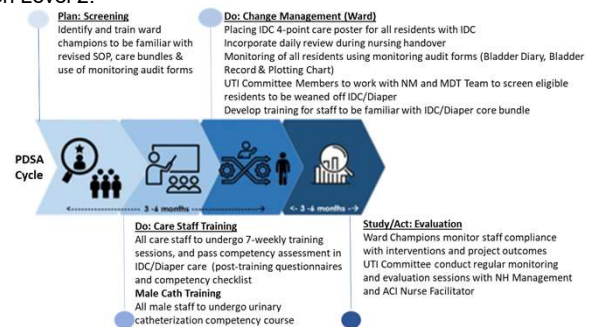 Level 2.
Plan: Screening
Identify and train ward
champions to be familiar with
revised SOP, care bundles &
use of monitoring audit forms
Do: Change Management (Ward)
Placing IDC 4-point care poster for all residents with IDC
Incorporate daily review during nursing handover
Monitoring of all residents using monitoring audit forms (Bladder Diary, Bladder
Record & Plotting Chart)
UTI Committee Members to work with NM and MDT Team to screen eligible
residents to be weaned off IDC/Diaper
Develop training for staff to be familiar with IDC/Diaper core bundle
PDSA
Cycle
3 -6 months
3 -6 months
Do: Care Staff Training
All care staff to undergo 7-weekly training
sessions, and pass competency assessment in
IDC/Diaper care (post-training questionnaires
and competency checklist
Male Cath Training
All male staff to undergo urinary
catheterization competency course
Study/Act: Evaluation
Ward Champions monitor staff compliance
with interventions and project outcomes
UTI Committee conduct regular monitoring
and evaluation sessions with NH Management
and ACI Nurse Facilitator